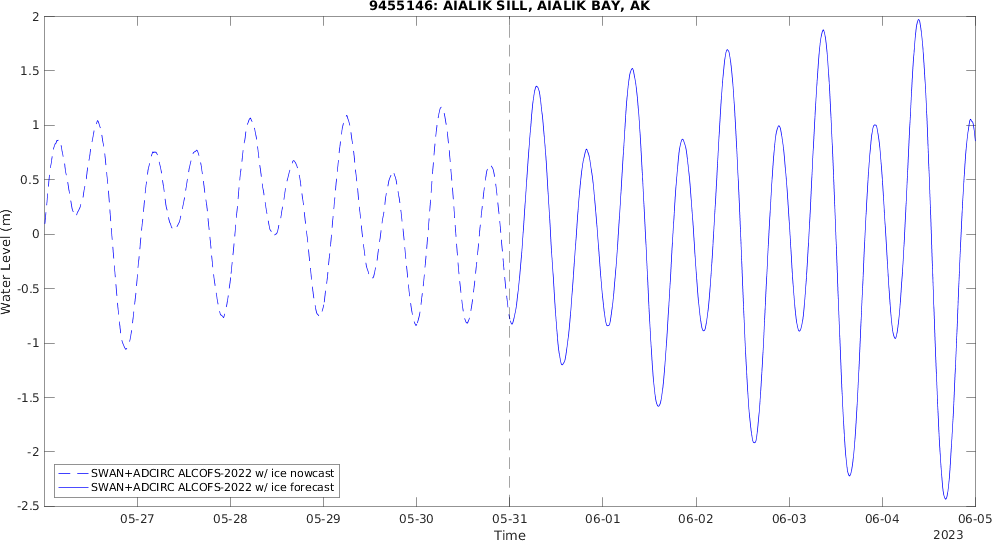 9455146: AIALIK SILL, AIALIK BAY, AK
Water Level (m)
2
1.5
1
0.5
0
-0.5
-1
-1.5
-2
-2.5
SWAN+ADCIRC ALCOFS-2022 w/ ice nowcast
SWAN+ADCIRC ALCOFS-2022 w/ ice forecast
05-27 05-28 05-29 05-30 05-31 06-01 06-02 06-03 06-04 06-05
Time
2023